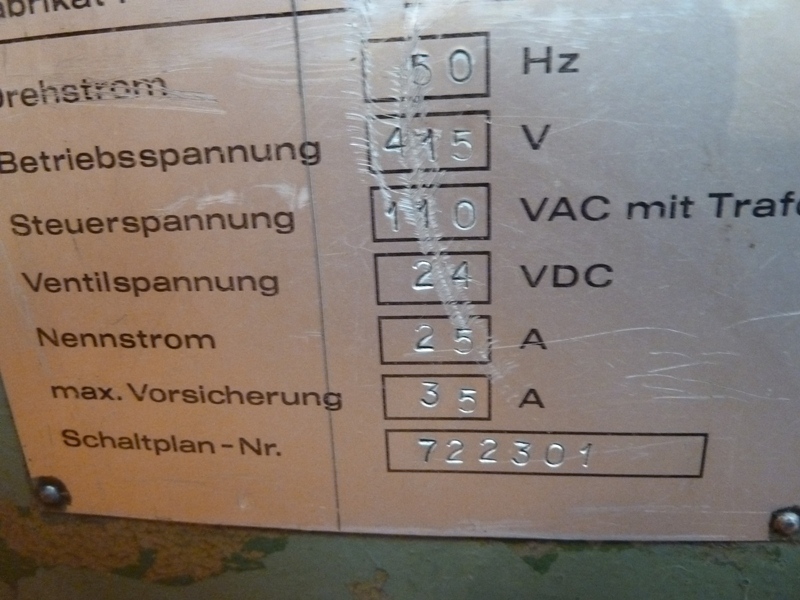 Drehstrom 50 Hz
Betriebsspannung 415 V
Steuerspannung 110 VAC mit Trafo
Ventilspannung 24 VDC
Nennstrom 25 A
max. Vorsicherung 35 A
Schaltplan-Nr. 722301